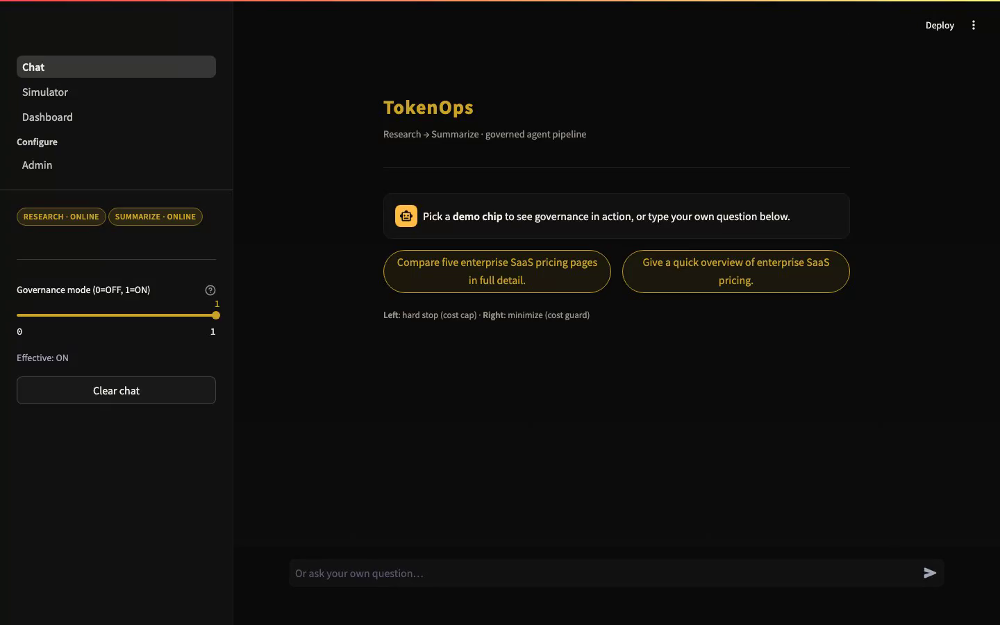 Deploy
Chat
Simulator
Dashboard
Configure
Admin
RESEARCH · ONLINE SUMMARIZE · ONLINE
Governance mode (0=OFF, 1=ON)
1
0 1
Effective: ON
Clear chat
TokenOps
Research → Summarize · governed agent pipeline
Pick a demo chip to see governance in action, or type your own question below.
Compare five enterprise SaaS pricing pages
in full detail.
Give a quick overview of enterprise SaaS
pricing.
Left: hard stop (cost cap) · Right: minimize (cost guard)
Or ask your own question…